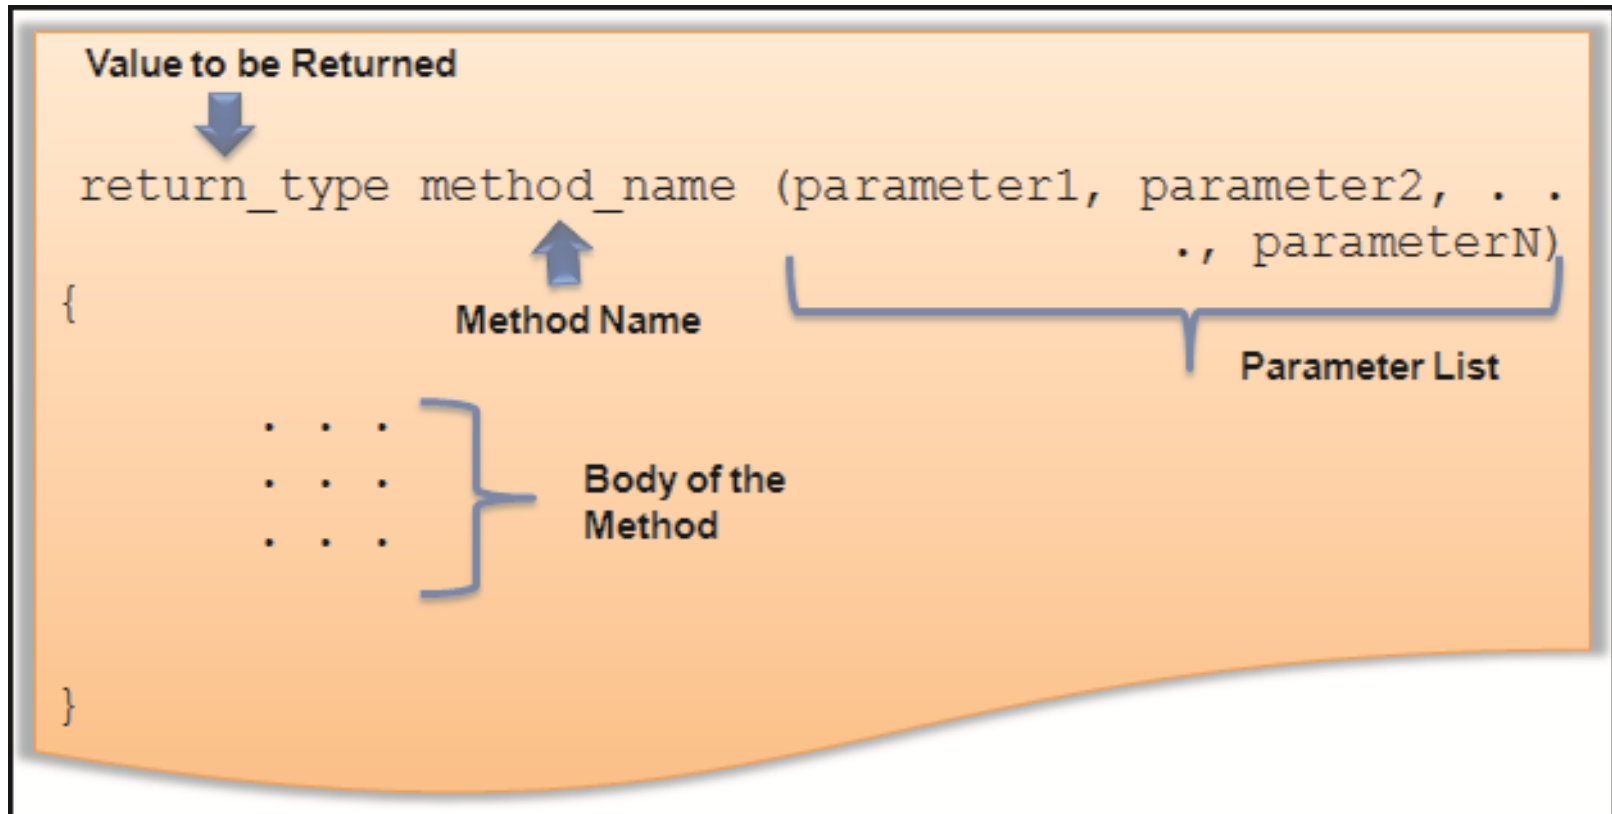 Value to be Returned
return_type method_name (parameter1, parameter2, . .
., parameterN)
{
Method Name
Parameter List
. . .
. . .
Body of the
Method
. . .
}